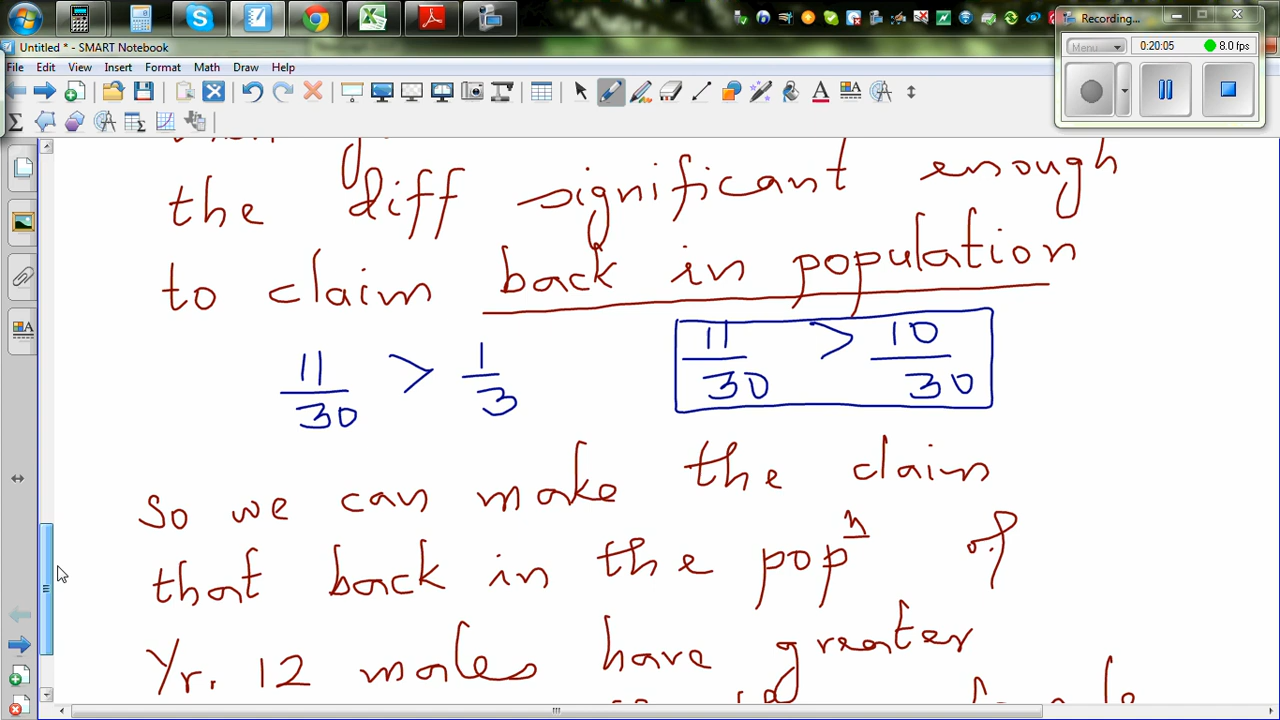 Recording...
Untitled * - SMART Notebook
Menu
0:20:05
8.0 fps
File Edit View Insert Format Math Draw Help
the diff significant enough
to claim back in population
11/30 > 1/3
11/30 > 10/30
So we can make the claim
that back in the popⁿ of
Yr. 12 males have greater